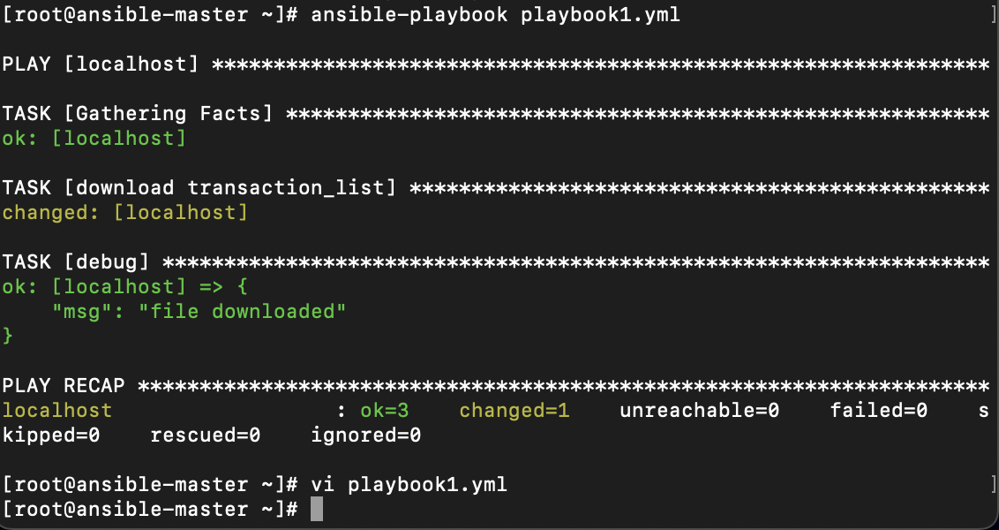 [root@ansible-master ~]# ansible-playbook playbook1.yml ]
PLAY [localhost] ***************************************************************
TASK [Gathering Facts] *********************************************************
ok: [localhost]
TASK [download transaction_list] ***********************************************
changed: [localhost]
TASK [debug] *******************************************************************
ok: [localhost] => {
    "msg": "file downloaded"
}
PLAY RECAP *********************************************************************
localhost                  : ok=3    changed=1    unreachable=0    failed=0    s
kipped=0    rescued=0    ignored=0
[root@ansible-master ~]# vi playbook1.yml ]
[root@ansible-master ~]#